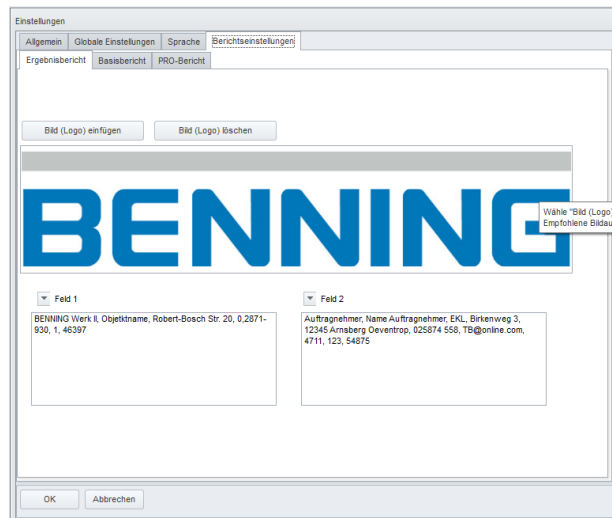 Einstellungen
Allgemein Globale Einstellungen Sprache Berichtseinstellungen
Ergebnisbericht Basisbericht PRO-Bericht
Bild (Logo) einfügen Bild (Logo) löschen
BENNING
Wähle "Bild (Logo)
Empfohlene Bildau
Feld 1 Feld 2
BENNING Werk II, Objetktname, Robert-Bosch Str. 20, 0,2871-
930, 1, 46397
Auftragnehmer, Name Auftragnehmer, EKL, Birkenweg 3,
12345 Arnsberg Oeventrop, 025874 558, TB@online.com,
4711, 123, 54875
OK Abbrechen